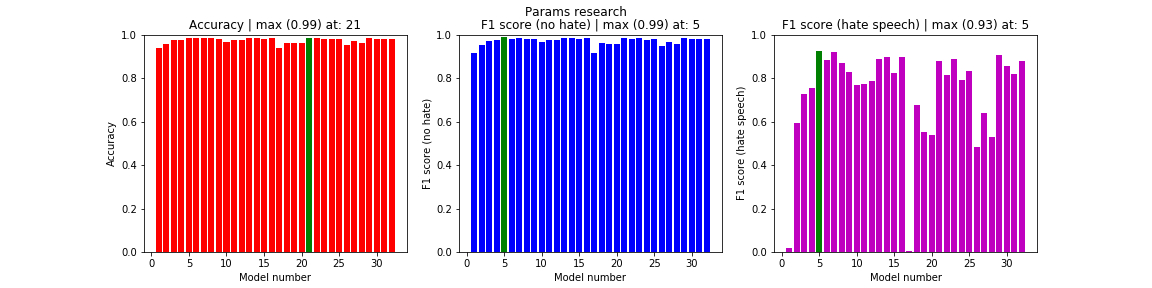 Params research
Accuracy | max (0.99) at: 21
1.0
0.8
0.6
0.4
0.2
0.0
Accuracy
0 5 10 15 20 25 30
Model number
F1 score (no hate) | max (0.99) at: 5
1.0
0.8
0.6
0.4
0.2
0.0
F1 score (no hate)
0 5 10 15 20 25 30
Model number
F1 score (hate speech) | max (0.93) at: 5
1.0
0.8
0.6
0.4
0.2
0.0
F1 score (hate speech)
0 5 10 15 20 25 30
Model number